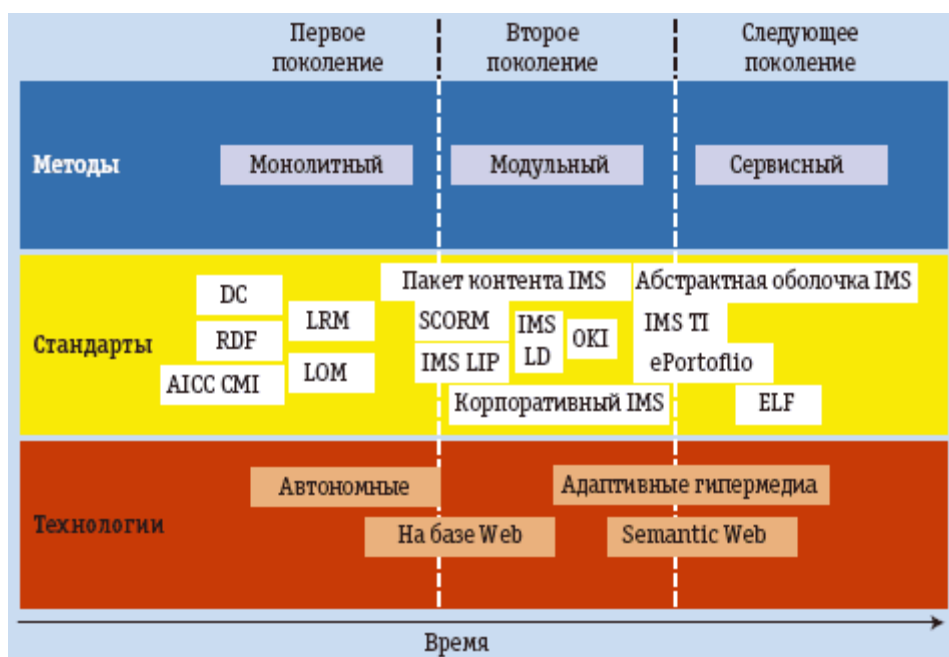 Первое
поколение
Второе
поколение
Следующее
поколение
Методы
Монолитный
Модульный
Сервисный
Стандарты
DC
RDF
AICC CMI
LRM
LOM
Пакет контента IMS
SCORM
IMS LIP
IMS
LD
OKI
Корпоративный IMS
Абстрактная оболочка IMS
IMS TI
ePortoflio
ELF
Технологии
Автономные
На базе Web
Адаптивные гипермедиа
Semantic Web
Время